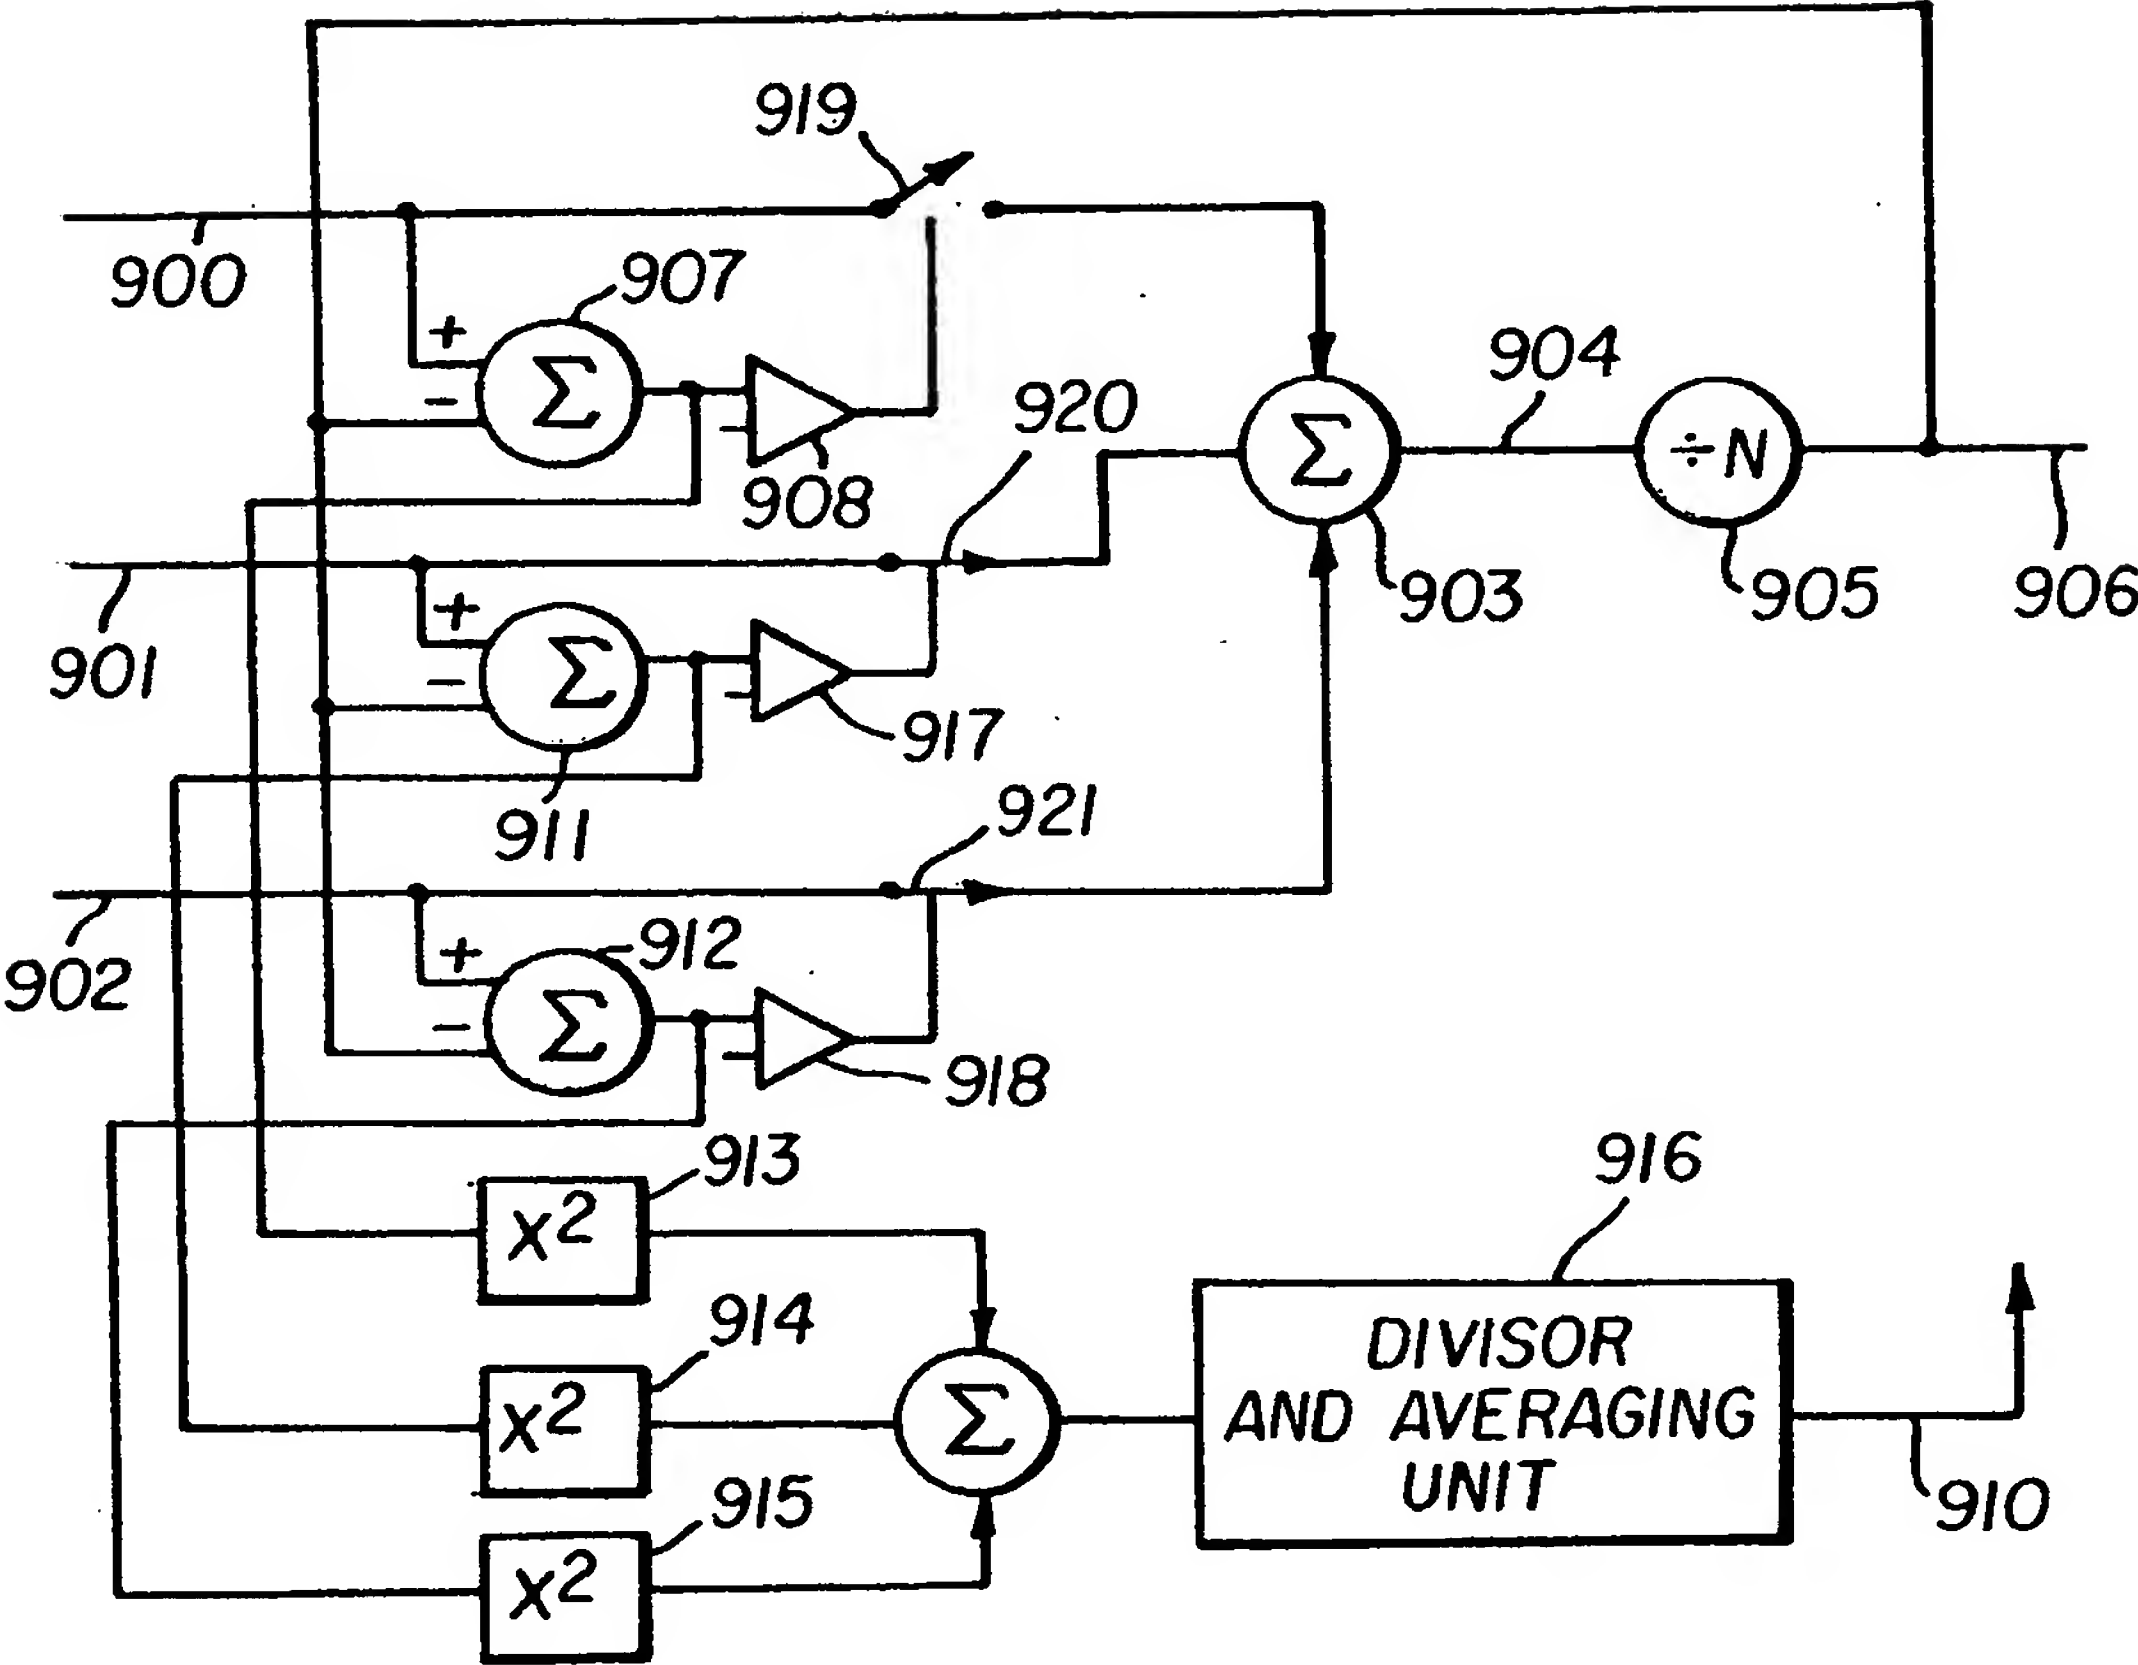 919
900
907
+
−
Σ
908
920
904
Σ
÷N
903
905
906
901
+
−
Σ
917
911
921
902
+
−
Σ
912
918
913
X²
916
914
X²
Σ
DIVISOR
AND AVERAGING
UNIT
910
915
X²